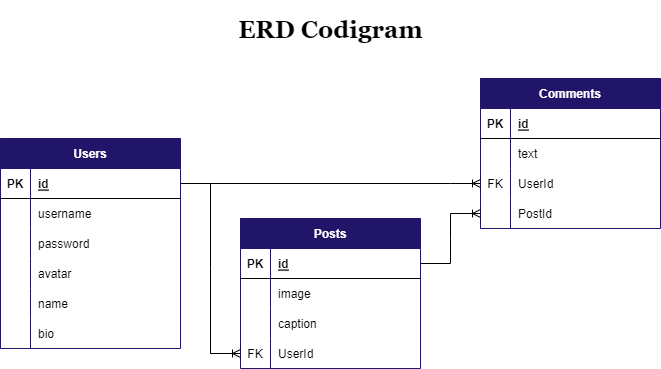 ERD Codigram
Users
PK id
username
password
avatar
name
bio
Posts
PK id
image
caption
FK UserId
Comments
PK id
text
FK UserId
PostId